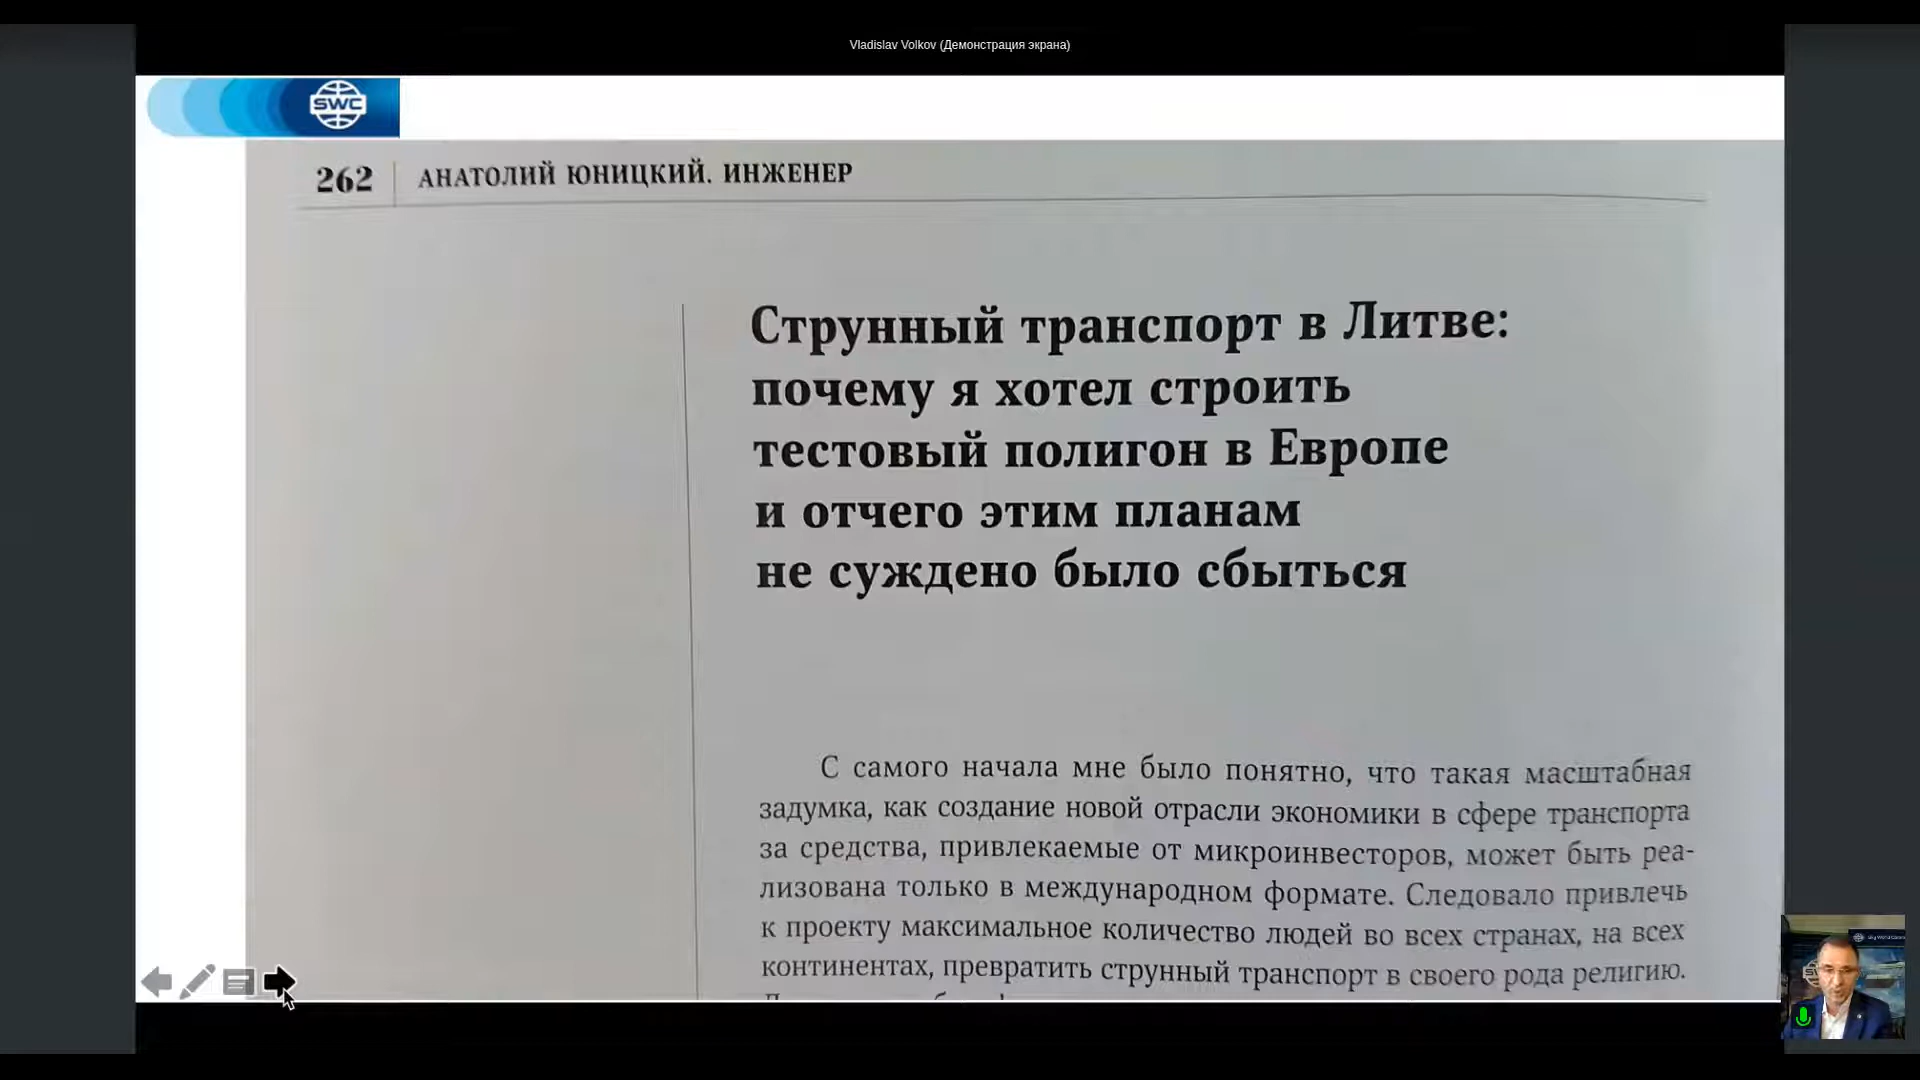 Vladislav Volkov (Демонстрация экрана)
SWC
262 АНАТОЛИЙ ЮНИЦКИЙ. ИНЖЕНЕР
Струнный транспорт в Литве:
почему я хотел строить
тестовый полигон в Европе
и отчего этим планам
не суждено было сбыться
С самого начала мне было понятно, что такая масштабная
задумка, как создание новой отрасли экономики в сфере транспорта
за средства, привлекаемые от микроинвесторов, может быть реа-
лизована только в международном формате. Следовало привлечь
к проекту максимальное количество людей во всех странах, на всех
континентах, превратить струнный транспорт в своего рода религию.